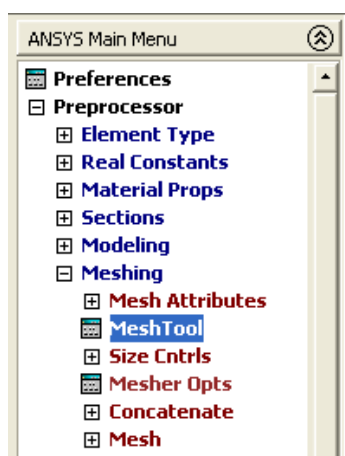 ANSYS Main Menu
Preferences
Preprocessor
Element Type
Real Constants
Material Props
Sections
Modeling
Meshing
Mesh Attributes
MeshTool
Size Cntrls
Mesher Opts
Concatenate
Mesh